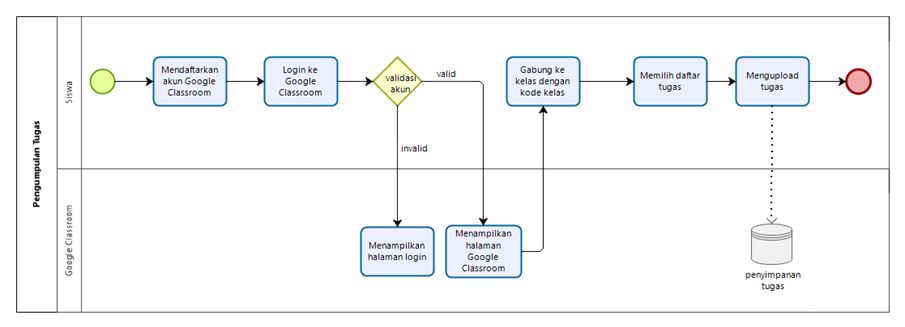 Pengumpulan Tugas
Siswa
Mendaftarkan
akun Google
Classroom
Login ke
Google
Classroom
validasi
akun
valid
invalid
Gabung ke
kelas dengan
kode kelas
Memilih daftar
tugas
Mengupload
tugas
Google Classroom
Menampilkan
halaman login
Menampilkan
halaman
Google
Classroom
penyimpanan
tugas